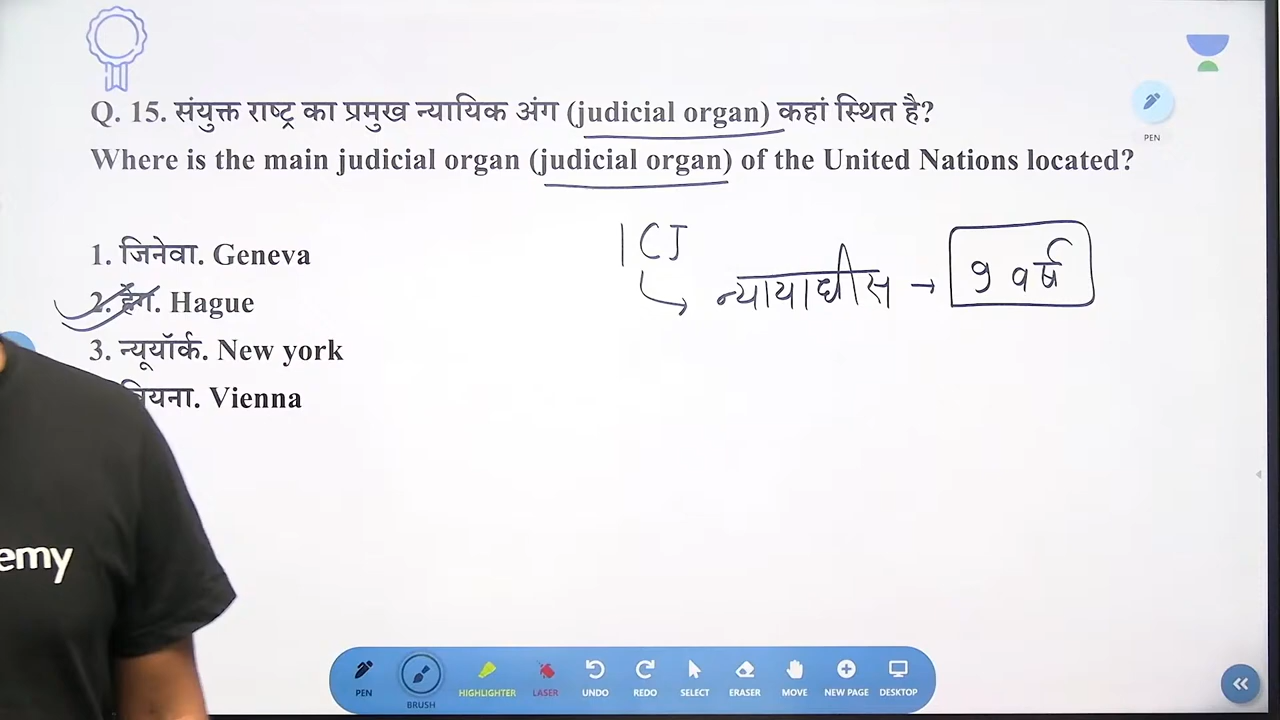 Q. 15. संयुक्त राष्ट्र का प्रमुख न्यायिक अंग (judicial organ) कहां स्थित है?
Where is the main judicial organ (judicial organ) of the United Nations located?
1. जिनेवा. Geneva
2. हेग. Hague
3. न्यूयॉर्क. New york
वियना. Vienna
ICJ
न्यायाधीस → 9 वर्ष
PEN
emy
PEN
BRUSH
HIGHLIGHTER
LASER
UNDO
REDO
SELECT
ERASER
MOVE
NEW PAGE
DESKTOP